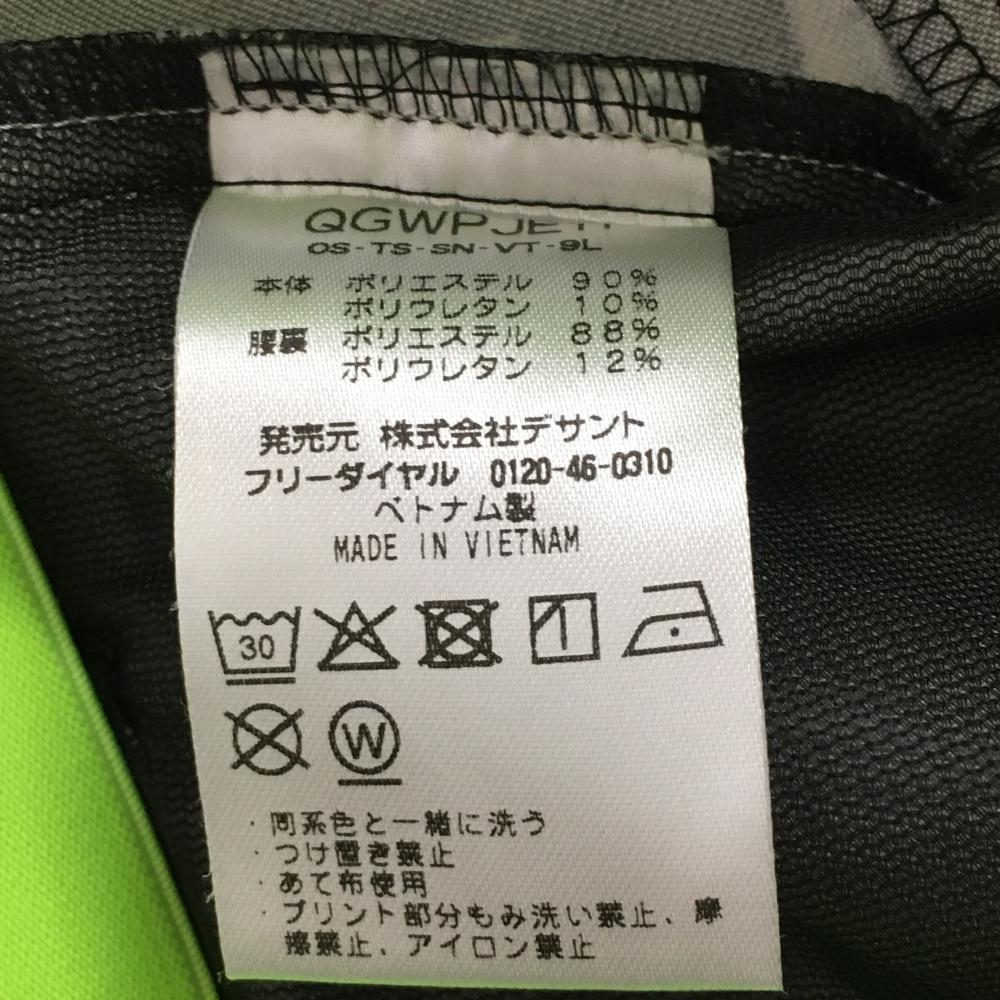 OS-TS-SN-VT-9L
本体 ポリエステル 90%
ポリウレタン 10%
腰裏 ポリエステル 88%
ポリウレタン 12%
発売元 株式会社デサント
フリーダイヤル 0120-46-0310
ベトナム製
MADE IN VIETNAM
30
W
・同系色と一緒に洗う
・つけ置き禁止
・あて布使用
・プリント部分もみ洗い禁止、摩
擦禁止、アイロン禁止